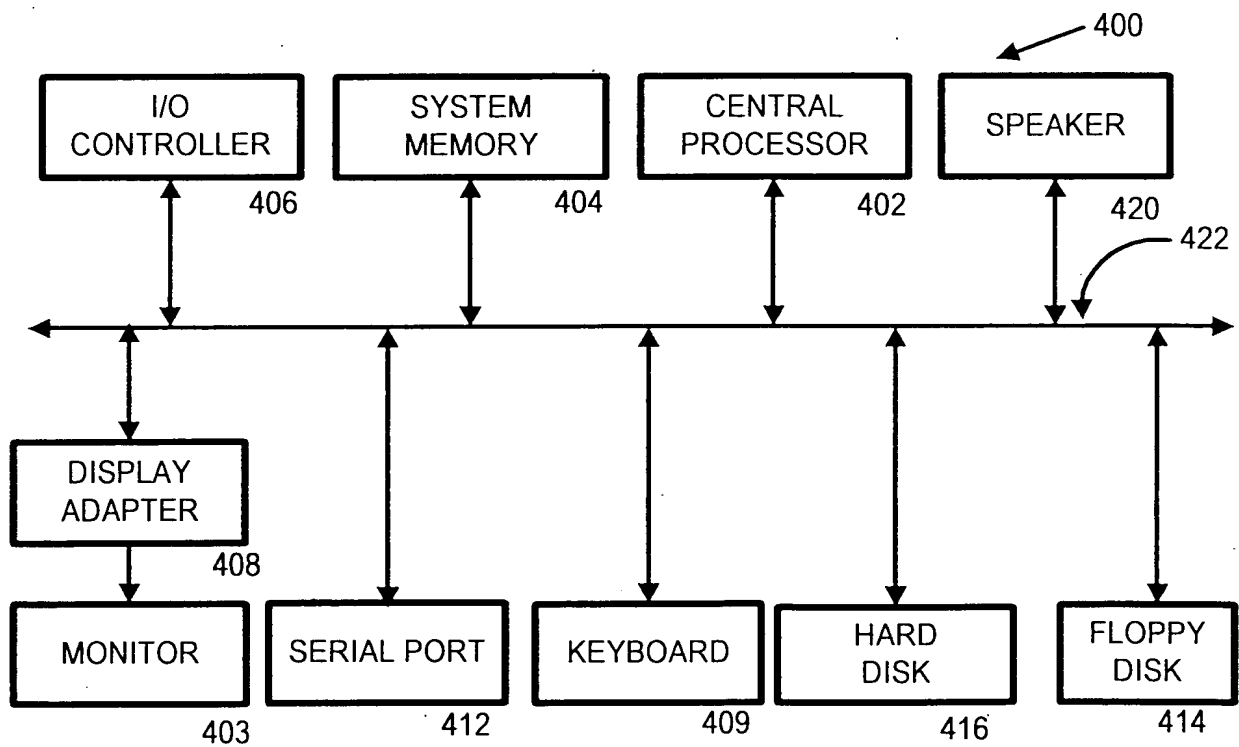 400
I/O
CONTROLLER
406
SYSTEM
MEMORY
404
CENTRAL
PROCESSOR
402
SPEAKER
420
422
DISPLAY
ADAPTER
408
MONITOR
403
SERIAL PORT
412
KEYBOARD
409
HARD
DISK
416
FLOPPY
DISK
414